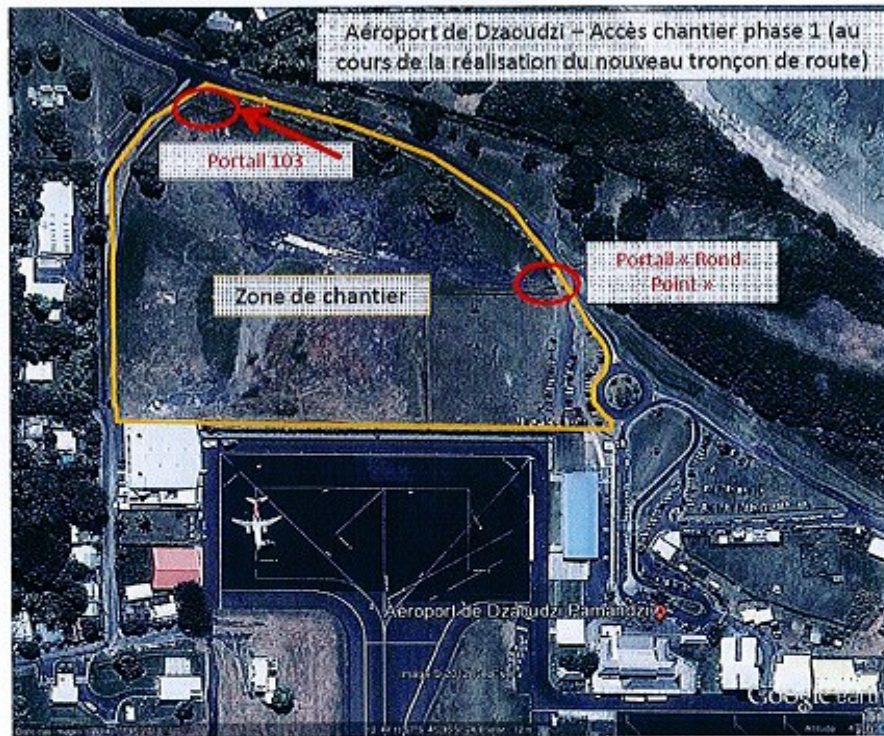 Aéroport de Dzaoudzi – Accès chantier phase 1 (au
cours de la réalisation du nouveau tronçon de route)
Portail 103
Portail « Rond-
Point »
Zone de chantier
Aéroport de Dzaoudzi Pamandzi
Google earth